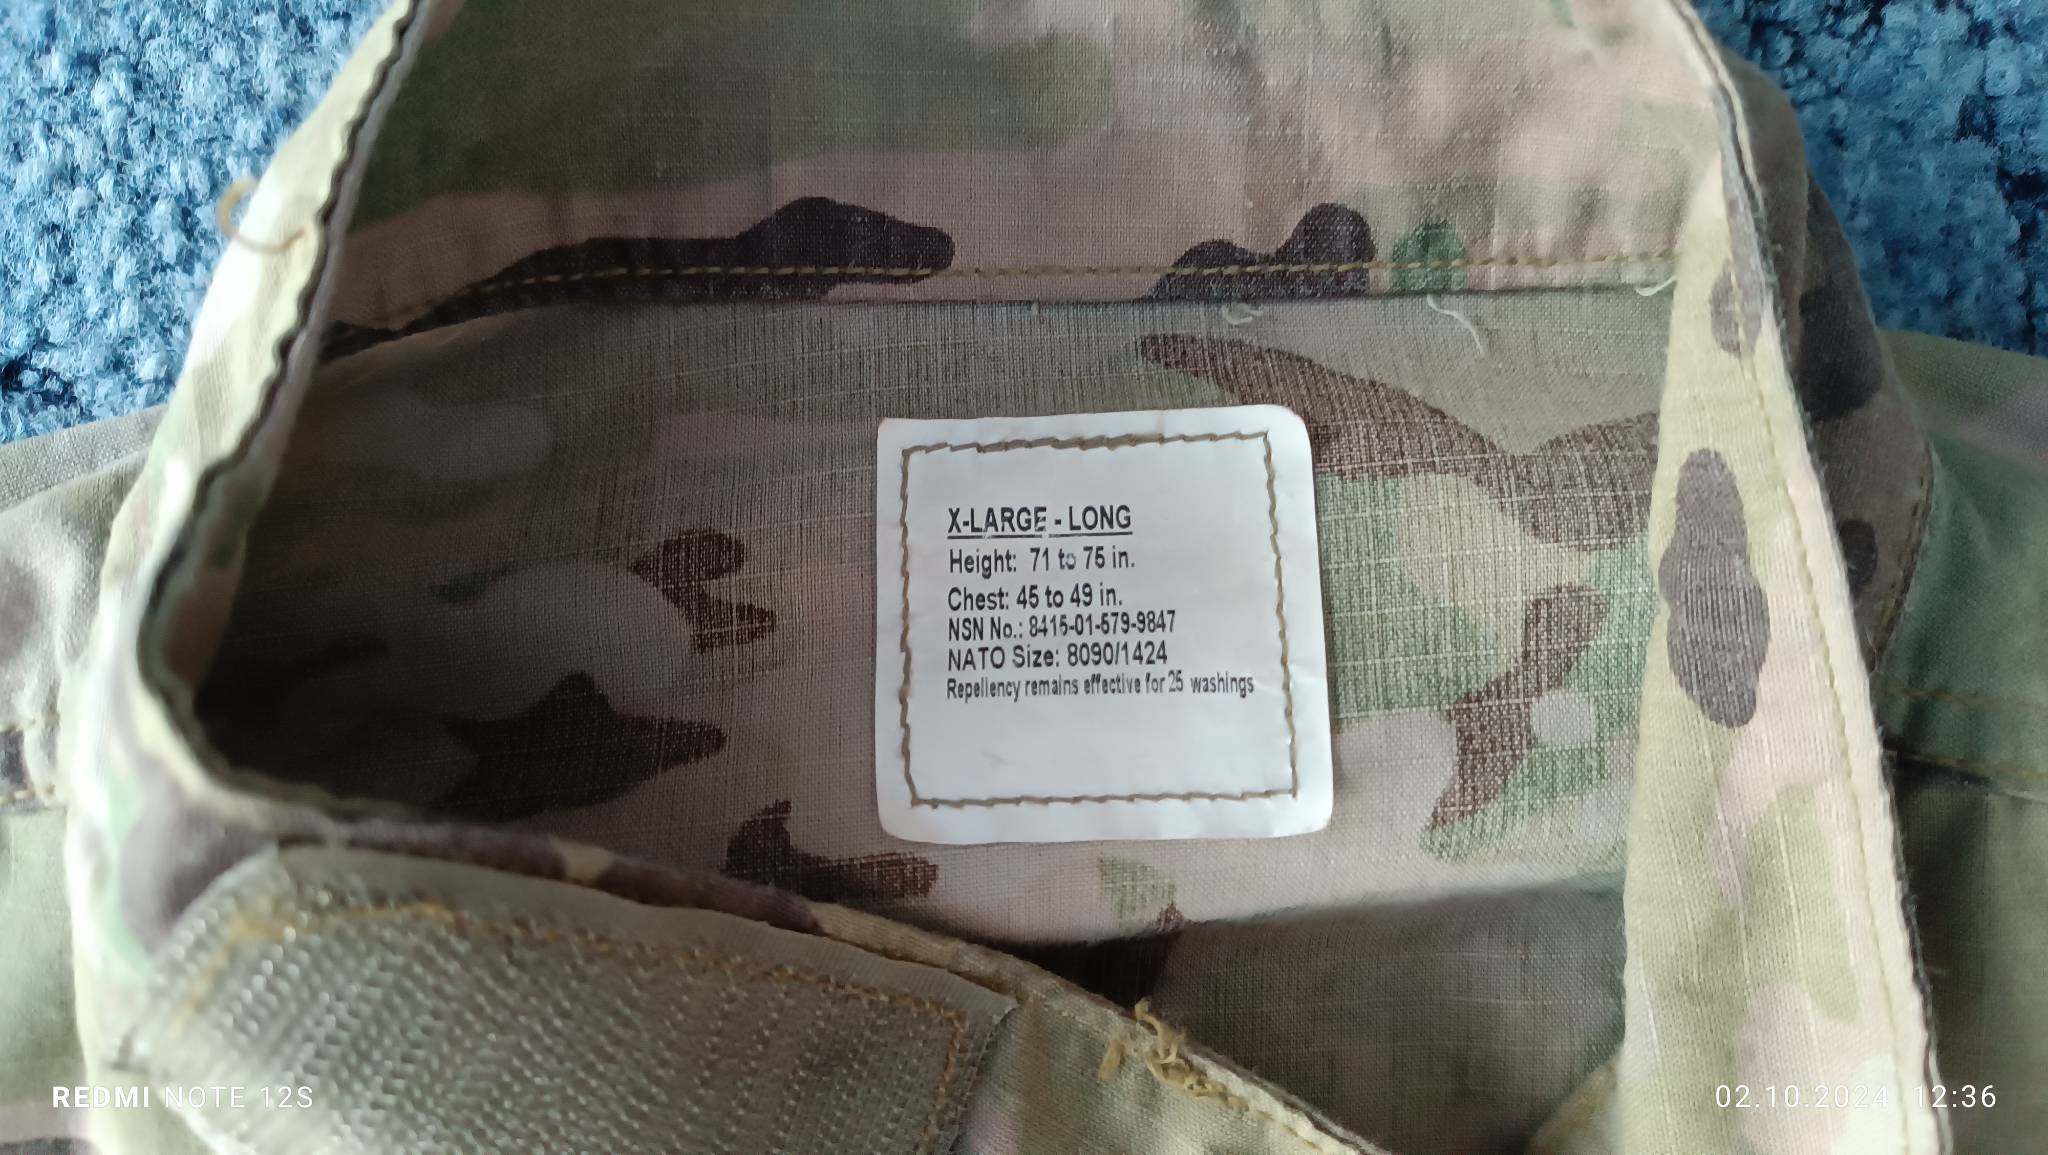 X-LARGE - LONG
Height: 71 to 75 in.
Chest: 45 to 49 in.
NSN No.: 8415-01-579-9847
NATO Size: 8090/1424
Repellency remains effective for 25 washings
REDMI NOTE 12S
02.10.2024 12:36